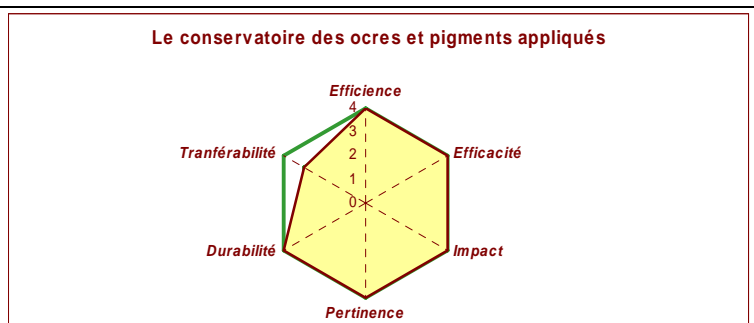 Le conservatoire des ocres et pigments appliqués
Efficience
4
3
Tranférabilité
2
Efficacité
1
0
Durabilité
Impact
Pertinence